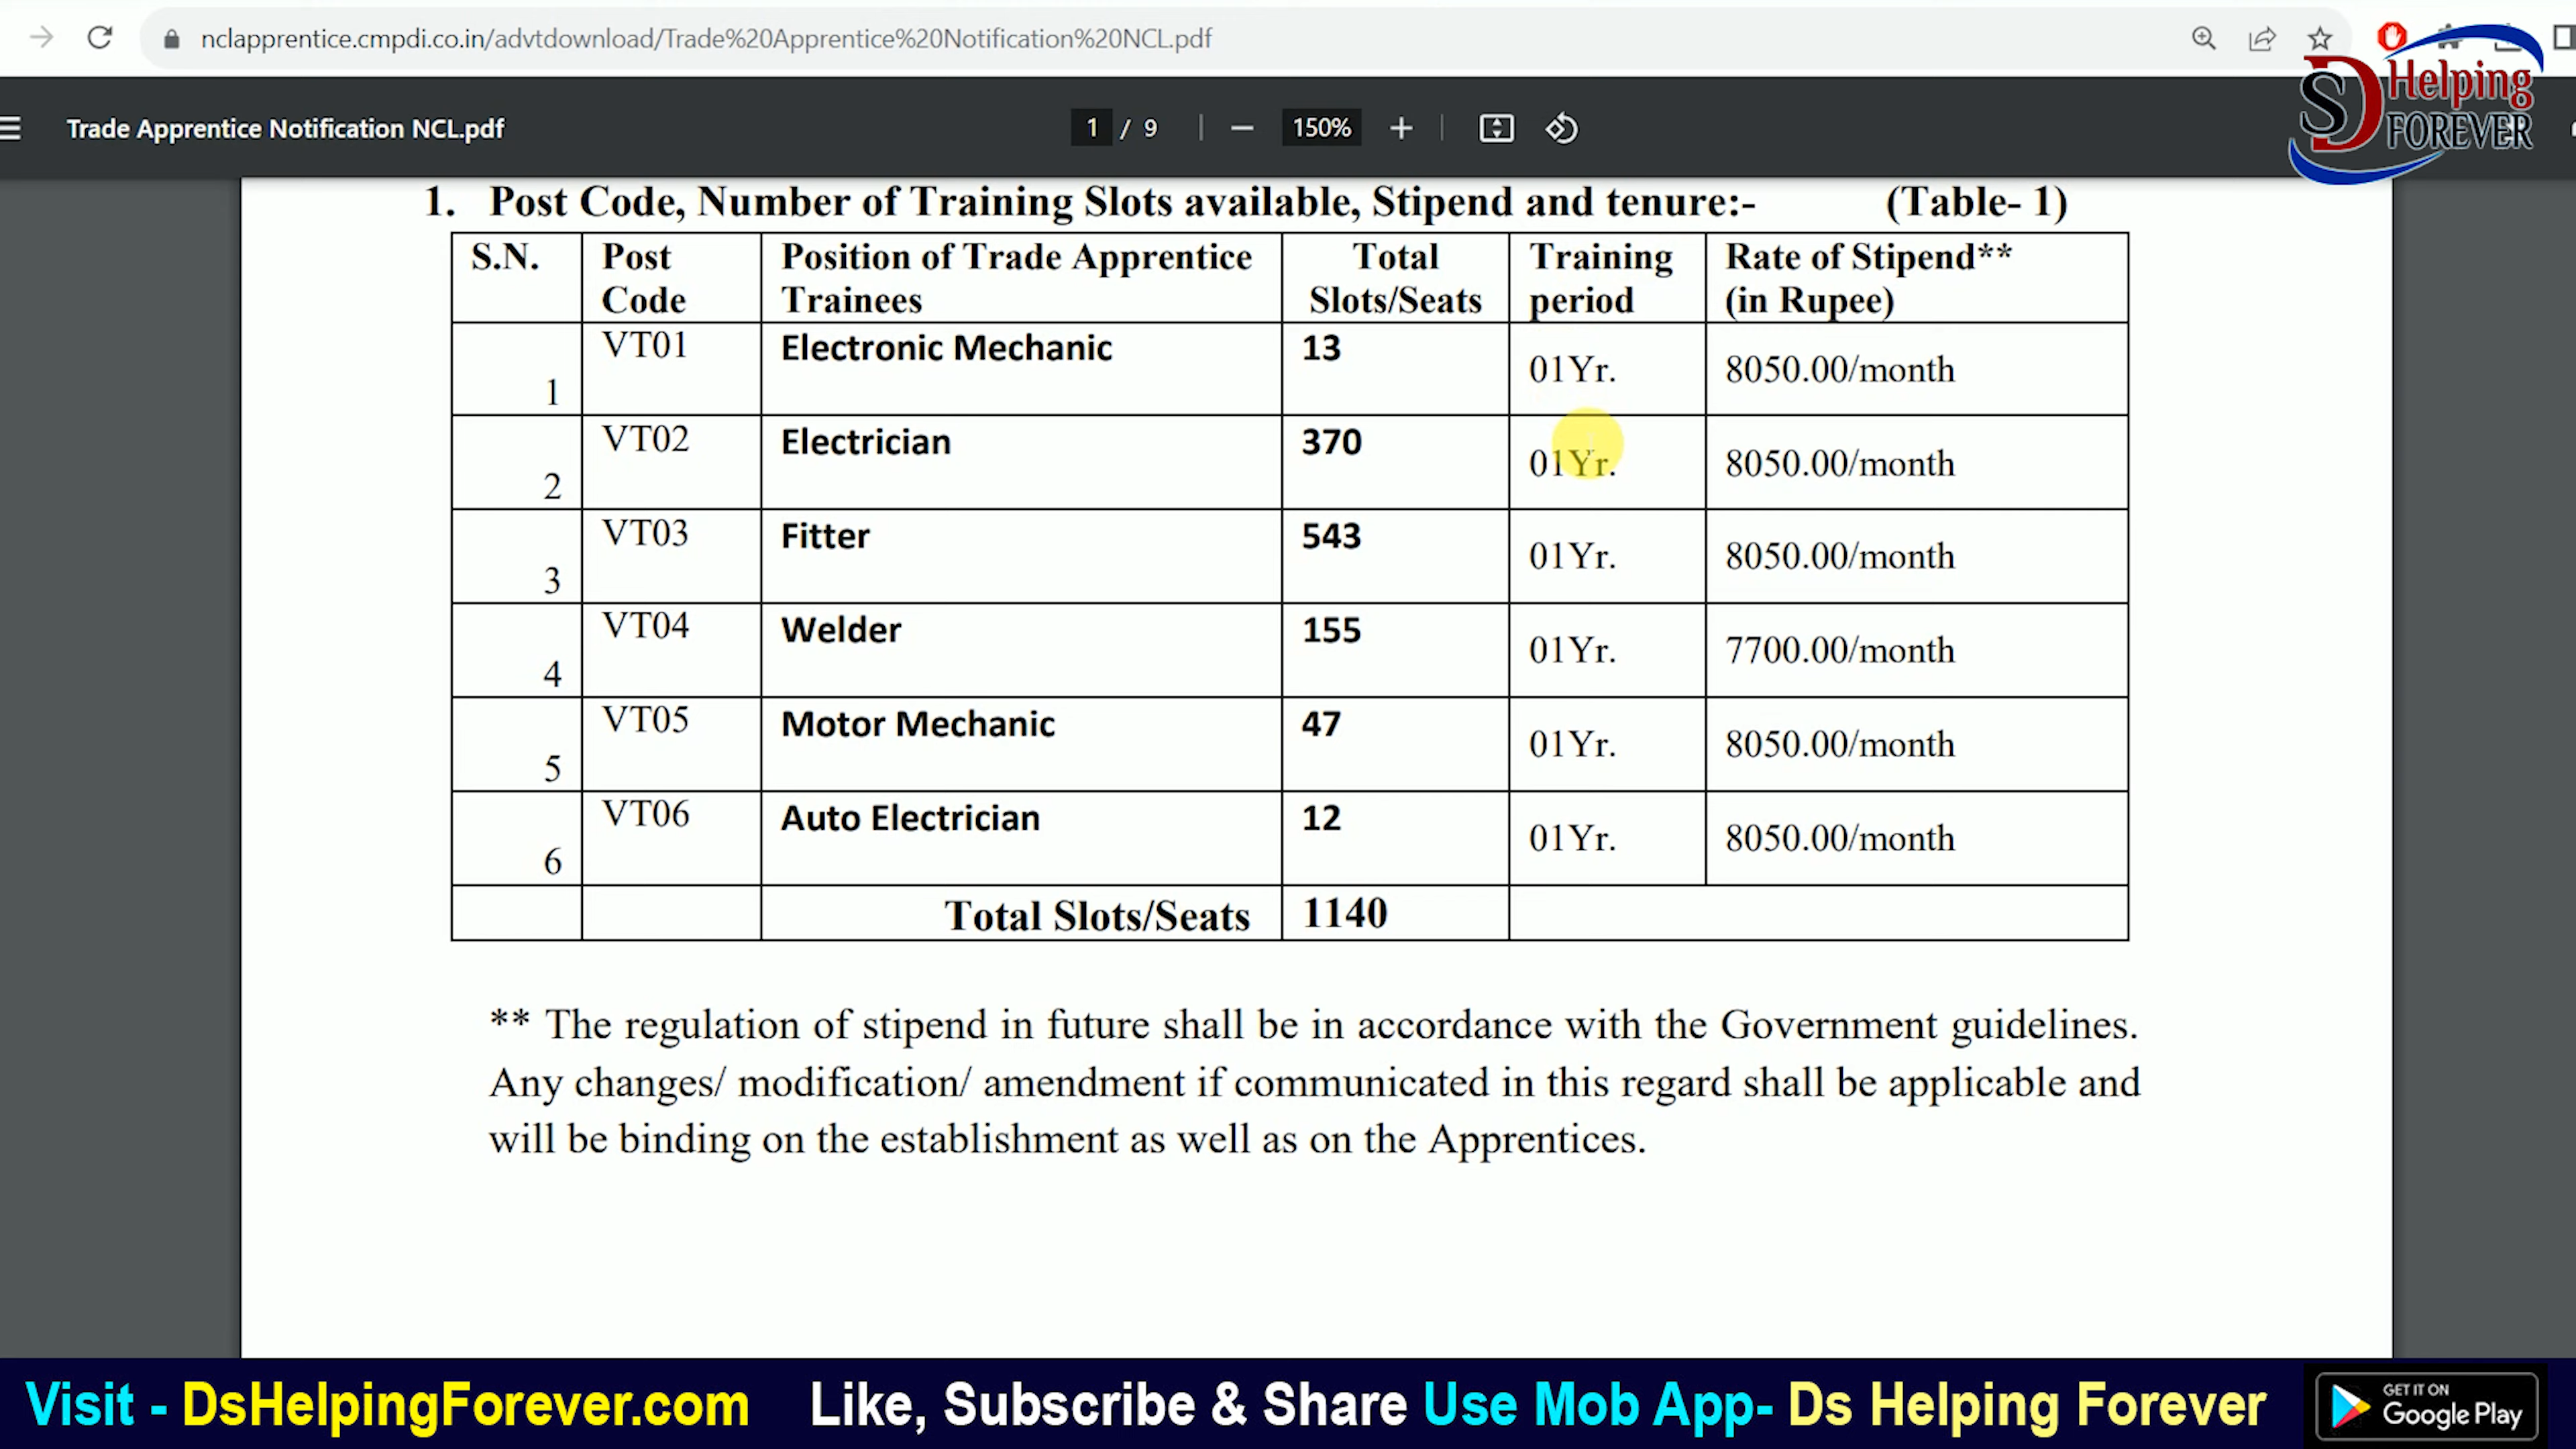 nclapprentice.cmpdi.co.in/advtdownload/Trade%20Apprentice%20Notification%20NCL.pdf
DS Helping
FOREVER
Trade Apprentice Notification NCL.pdf
1 / 9
150%
1. Post Code, Number of Training Slots available, Stipend and tenure:- (Table- 1)
S.N. Post Code Position of Trade Apprentice Trainees Total Slots/Seats Training period Rate of Stipend** (in Rupee)
1 VT01 Electronic Mechanic 13 01Yr. 8050.00/month
2 VT02 Electrician 370 01Yr. 8050.00/month
3 VT03 Fitter 543 01Yr. 8050.00/month
4 VT04 Welder 155 01Yr. 7700.00/month
5 VT05 Motor Mechanic 47 01Yr. 8050.00/month
6 VT06 Auto Electrician 12 01Yr. 8050.00/month
Total Slots/Seats 1140
** The regulation of stipend in future shall be in accordance with the Government guidelines.
Any changes/ modification/ amendment if communicated in this regard shall be applicable and
will be binding on the establishment as well as on the Apprentices.
Visit - DsHelpingForever.com Like, Subscribe & Share Use Mob App- Ds Helping Forever
GET IT ON
Google Play